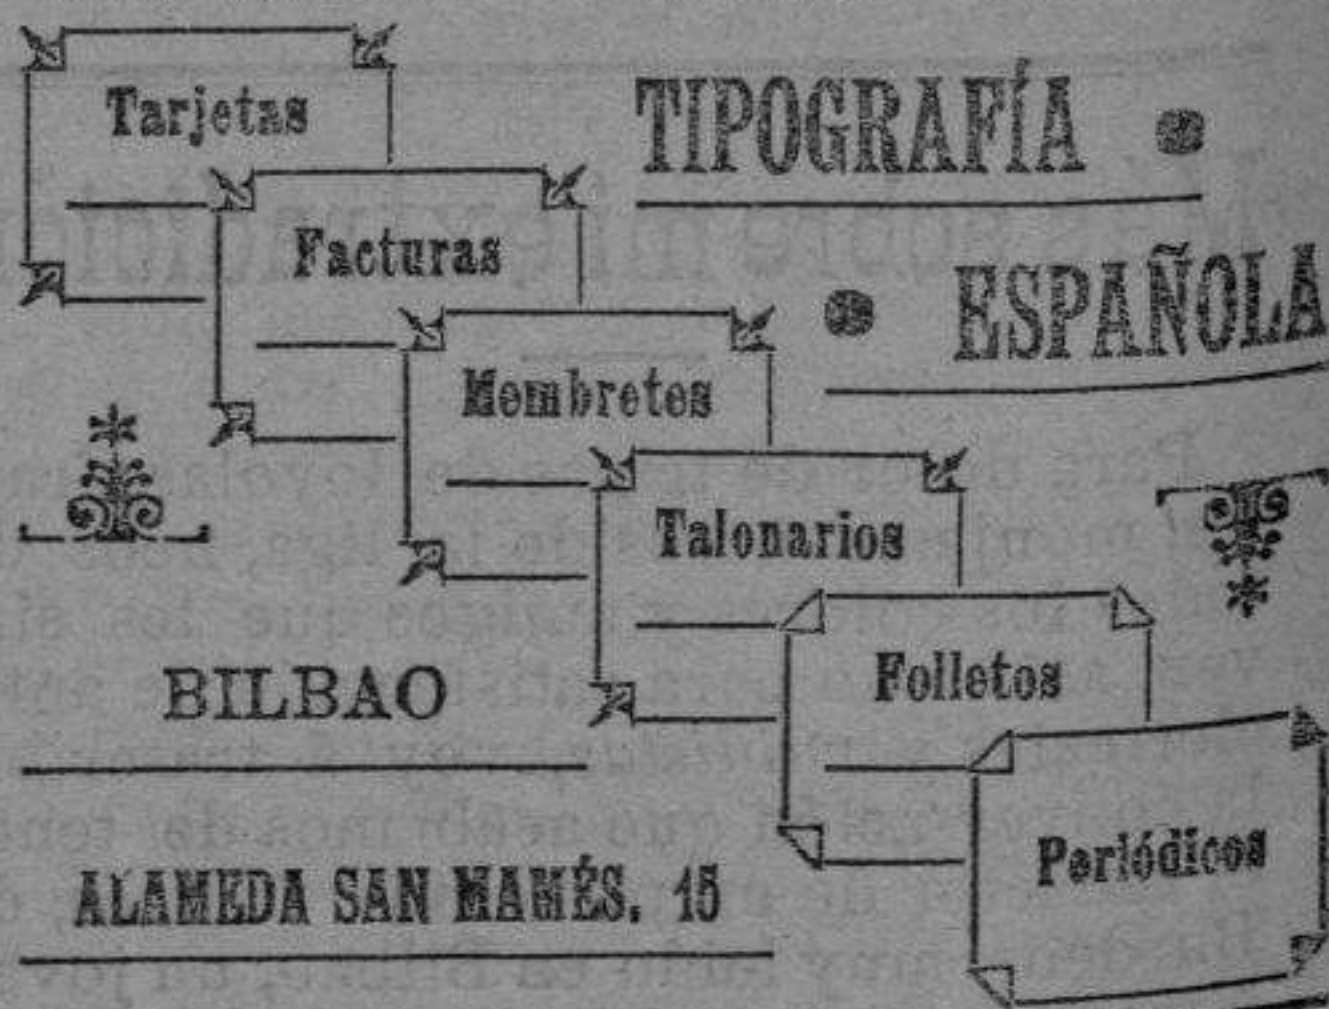 Tarjetas
TIPOGRAFÍA
Facturas
ESPAÑOLA
Membretes
Talonarios
Folletos
BILBAO
Periódicos
ALAMEDA SAN MAMÉS, 15